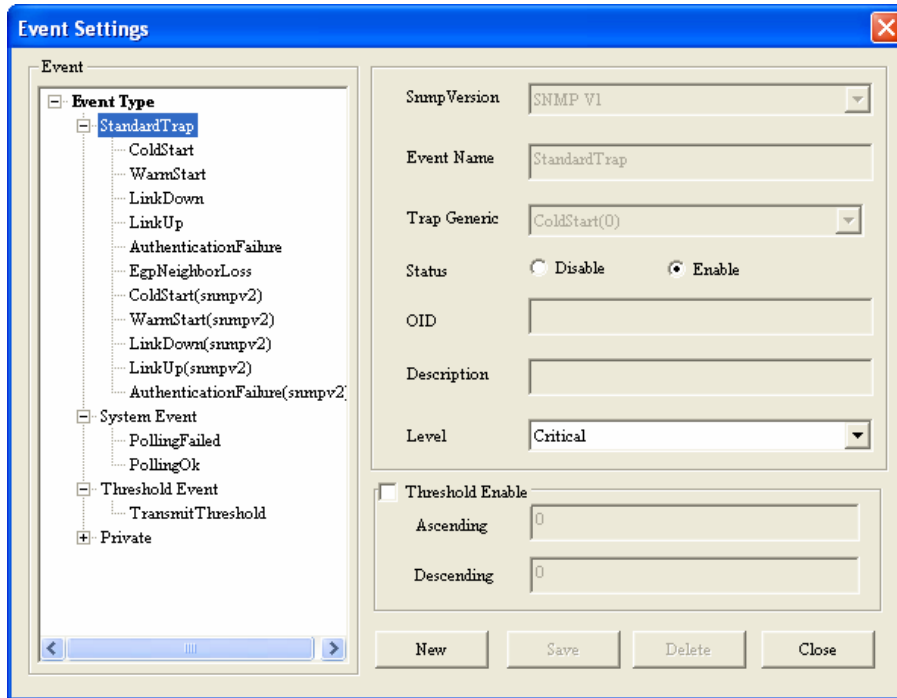 Event Settings
Event
Event Type
StandardTrap
ColdStart
WarmStart
LinkDown
LinkUp
AuthenticationFailure
EgpNeighborLoss
ColdStart(snmpv2)
WarmStart(snmpv2)
LinkDown(snmpv2)
LinkUp(snmpv2)
AuthenticationFailure(snmpv2)
System Event
PollingFailed
PollingOk
Threshold Event
TransmitThreshold
Private
SnmpVersion SNMP V1
Event Name StandardTrap
Trap Generic ColdStart(0)
Status Disable Enable
OID
Description
Level Critical
Threshold Enable
Ascending 0
Descending 0
New Save Delete Close